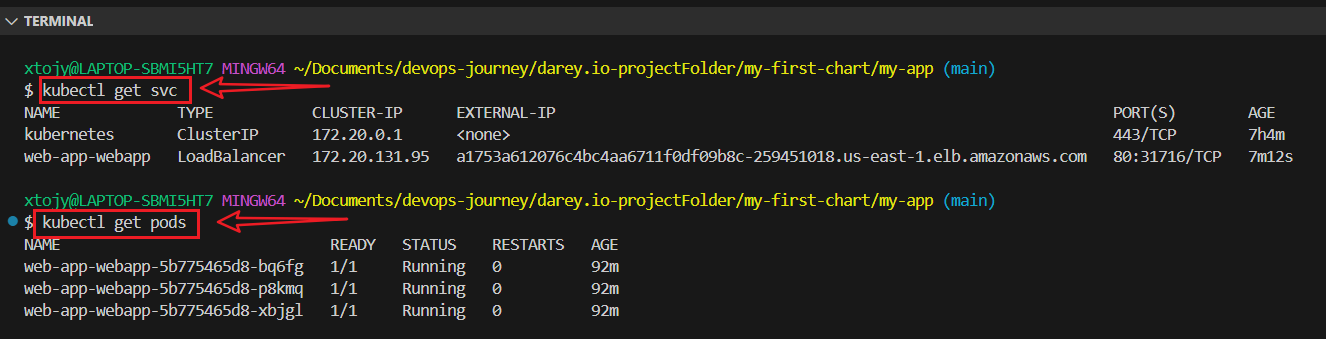 TERMINAL
xtojy@LAPTOP-SBMI5HT7 MINGW64 ~/Documents/devops-journey/darey.io-projectFolder/my-first-chart/my-app (main)
$ kubectl get svc
NAME TYPE CLUSTER-IP EXTERNAL-IP PORT(S) AGE
kubernetes ClusterIP 172.20.0.1 <none> 443/TCP 7h4m
web-app-webapp LoadBalancer 172.20.131.95 a1753a612076c4bc4aa6711f0df09b8c-259451018.us-east-1.elb.amazonaws.com 80:31716/TCP 7m12s
xtojy@LAPTOP-SBMI5HT7 MINGW64 ~/Documents/devops-journey/darey.io-projectFolder/my-first-chart/my-app (main)
$ kubectl get pods
NAME READY STATUS RESTARTS AGE
web-app-webapp-5b775465d8-bq6fg 1/1 Running 0 92m
web-app-webapp-5b775465d8-p8kmq 1/1 Running 0 92m
web-app-webapp-5b775465d8-xbjgl 1/1 Running 0 92m